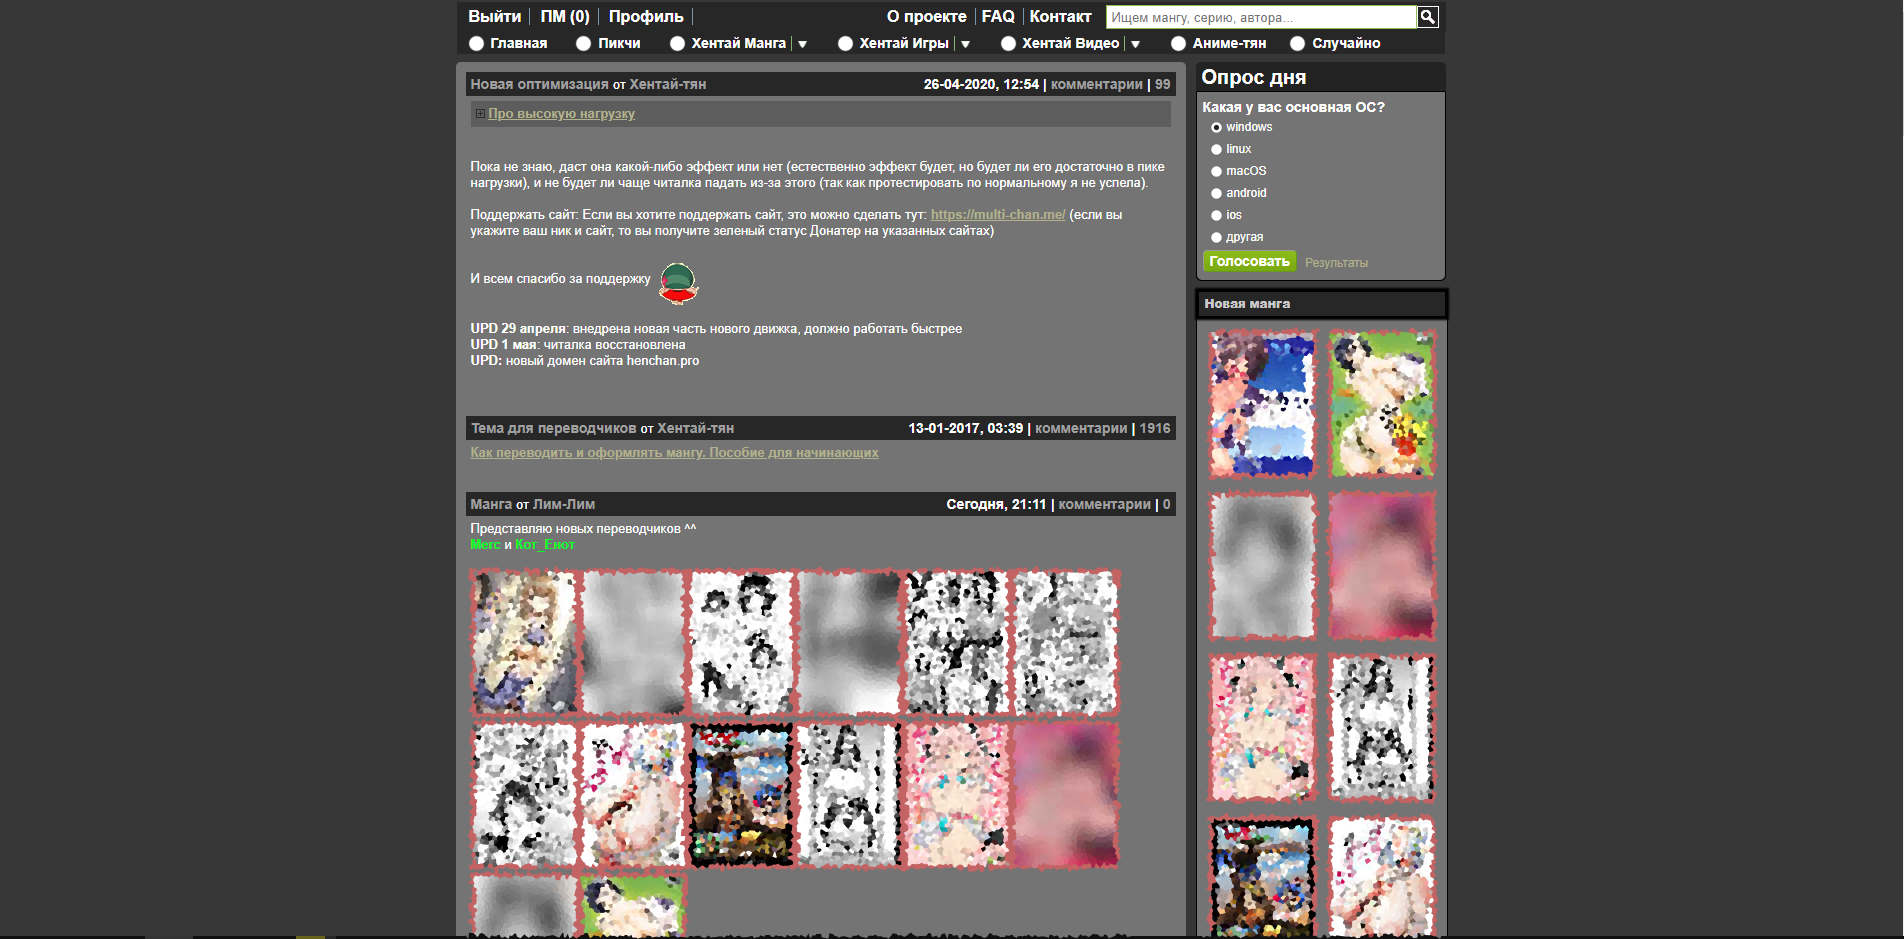 Выйти | ПМ (0) | Профиль |
О проекте | FAQ | Контакт
Ищем мангу, серию, автора...
Главная Пикчи Хентай Манга | ▼ Хентай Игры | ▼ Хентай Видео | ▼ Аниме-тян Случайно
Новая оптимизация от Хентай-тян
26-04-2020, 12:54 | комментарии | 99
Про высокую нагрузку
Пока не знаю, даст она какой-либо эффект или нет (естественно эффект будет, но будет ли его достаточно в пике
нагрузки), и не будет ли чаще читалка падать из-за этого (так как протестировать по нормальному я не успела).
Поддержать сайт: Если вы хотите поддержать сайт, это можно сделать тут: https://multi-chan.me/ (если вы
укажите ваш ник и сайт, то вы получите зеленый статус Донатер на указанных сайтах)
И всем спасибо за поддержку
UPD 29 апреля: внедрена новая часть нового движка, должно работать быстрее
UPD 1 мая: читалка восстановлена
UPD: новый домен сайта henchan.pro
Тема для переводчиков от Хентай-тян
13-01-2017, 03:39 | комментарии | 1916
Как переводить и оформлять мангу. Пособие для начинающих
Манга от Лим-Лим
Сегодня, 21:11 | комментарии | 0
Представляю новых переводчиков ^^
Мегс и Кот_Енот
Опрос дня
Какая у вас основная ОС?
windows
linux
macOS
android
ios
другая
Голосовать Результаты
Новая манга